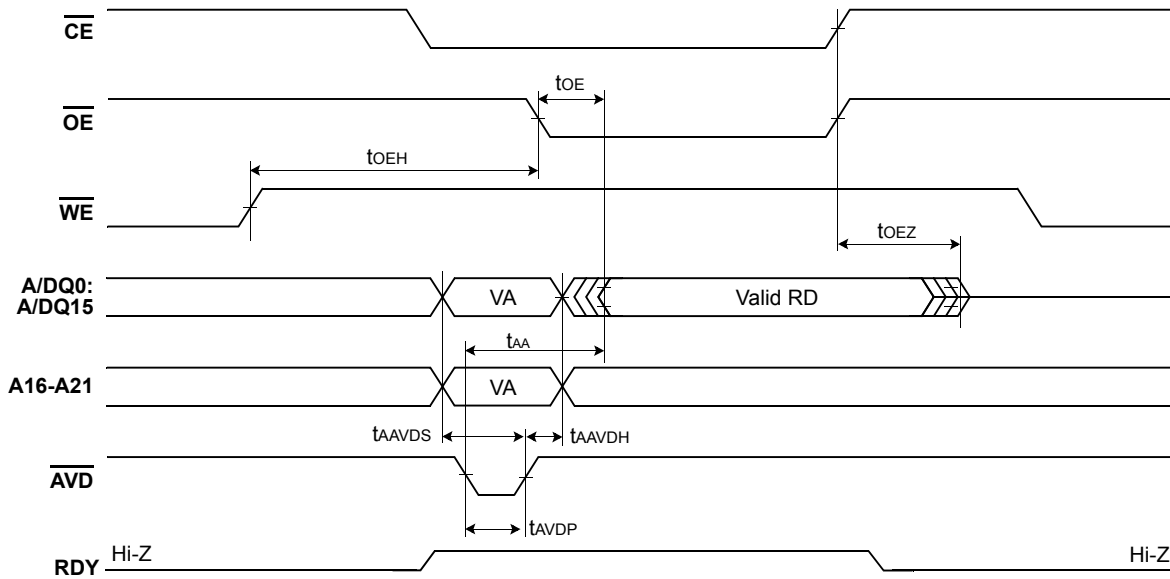 CE
tOE
OE
tOEH
WE
tOEZ
A/DQ0:
A/DQ15
VA
Valid RD
tAA
A16-A21
VA
tAAVDS
tAAVDH
AVD
tAVDP
RDY
Hi-Z
Hi-Z